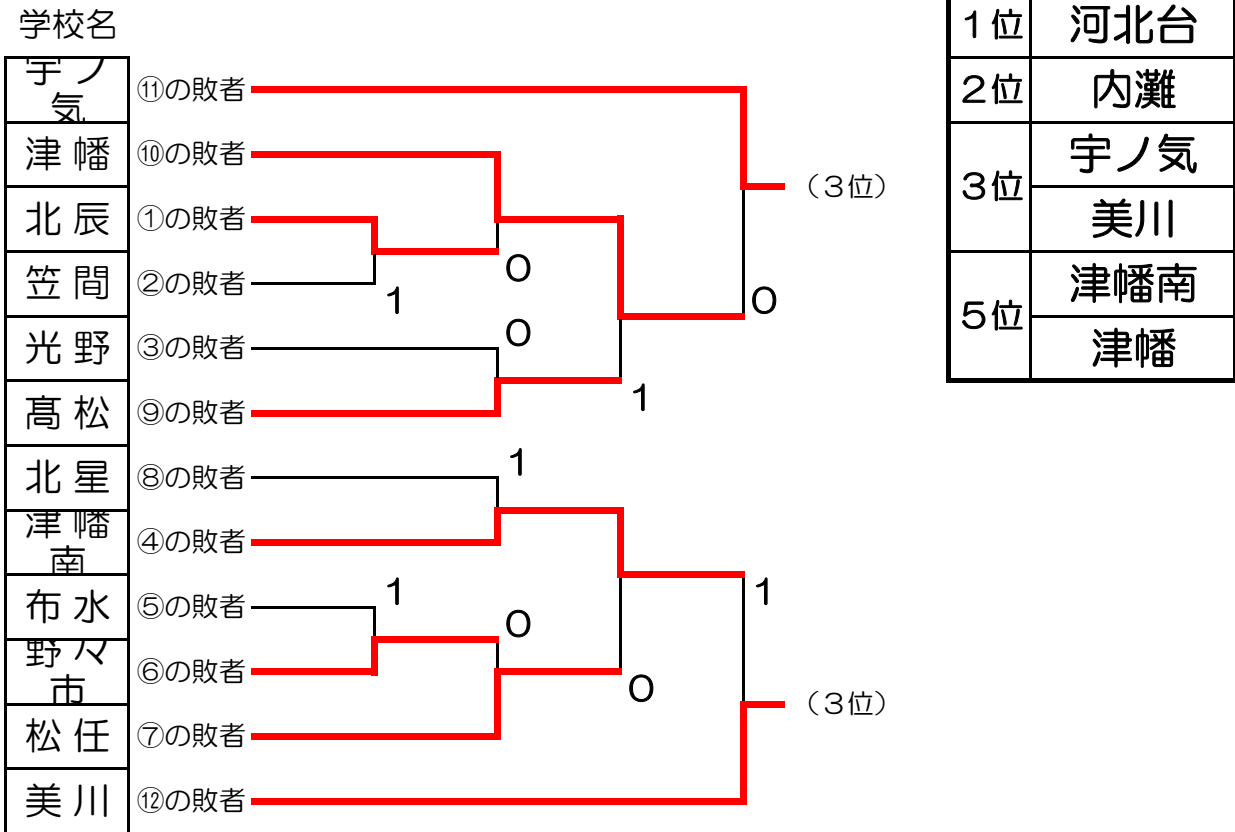 学校名
宇ノ気
⑪の敗者
津幡
⑩の敗者
北辰
①の敗者
笠間
②の敗者
光野
③の敗者
髙松
⑨の敗者
北星
⑧の敗者
津幡南
④の敗者
布水
⑤の敗者
野々市
⑥の敗者
松任
⑦の敗者
美川
⑫の敗者
0
1
0
1
0
(3位)
1
1
0
0
1
(3位)
1位 河北台
2位 内灘
3位 宇ノ気
美川
5位 津幡南
津幡